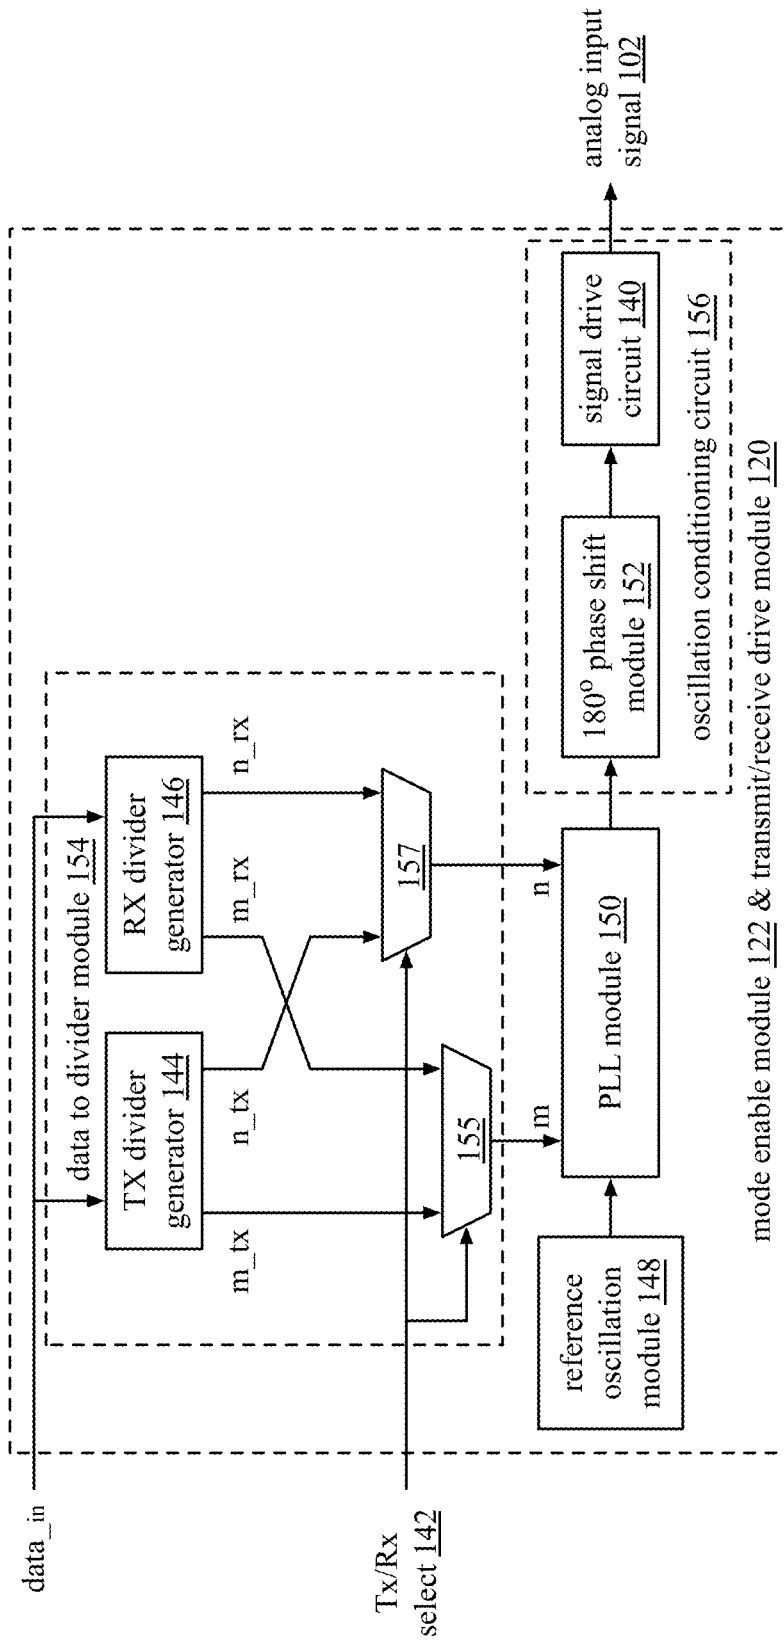 data_in
data to divider module 154
TX divider
generator 144
RX divider
generator 146
m_tx
n_tx
m_rx
n_rx
Tx/Rx
select 142
155
157
m
n
reference
oscillation
module 148
PLL module 150
180° phase shift
module 152
signal drive
circuit 140
analog input
signal 102
oscillation conditioning circuit 156
mode enable module 122 & transmit/receive drive module 120